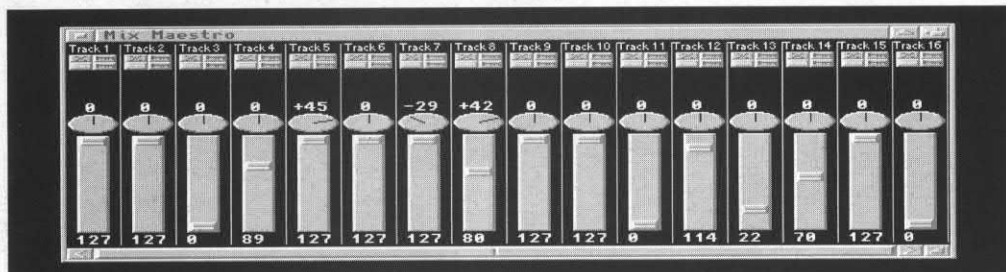 Mix Maestro
Track 1 Track 2 Track 3 Track 4 Track 5 Track 6 Track 7 Track 8 Track 9 Track 10 Track 11 Track 12 Track 13 Track 14 Track 15 Track 16
0 0 0 0 +45 0 -29 +42 0 0 0 0 0 0 0 0
127 127 0 89 127 127 127 80 127 127 0 114 22 70 127 0